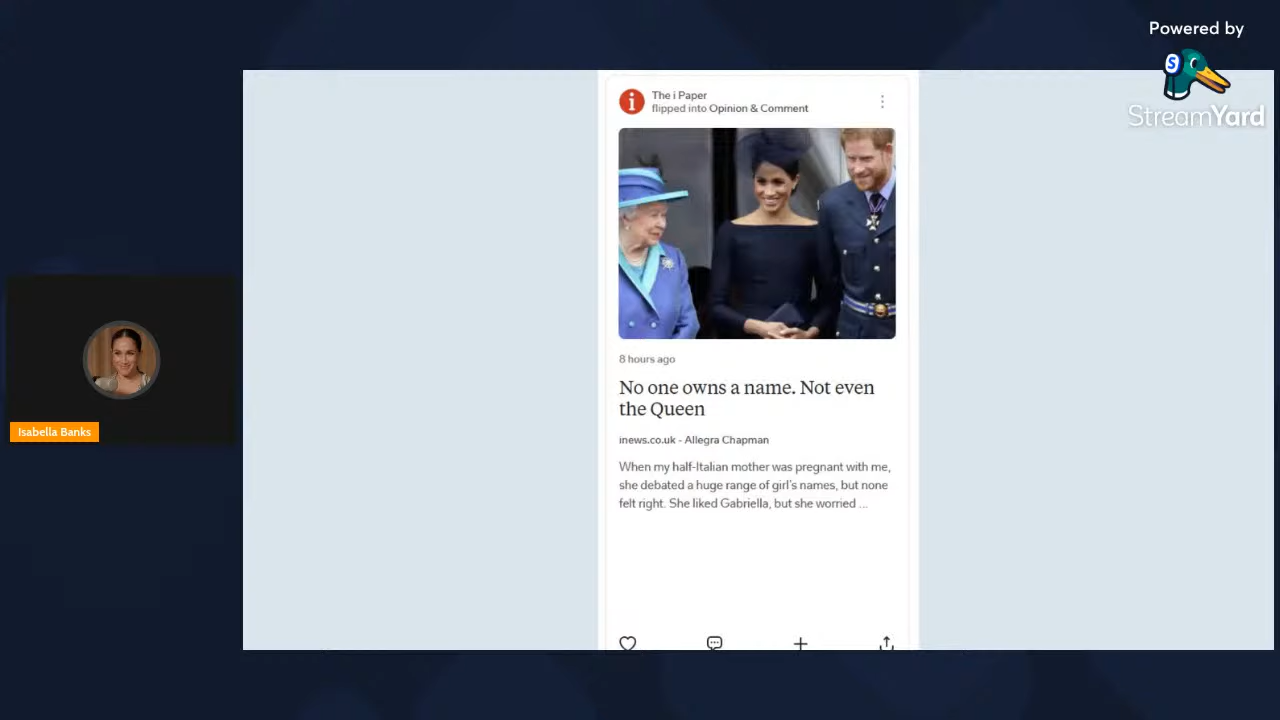 Powered by
StreamYard
The i Paper
flipped into Opinion & Comment
8 hours ago
No one owns a name. Not even
the Queen
inews.co.uk - Allegra Chapman
When my half-Italian mother was pregnant with me,
she debated a huge range of girl's names, but none
felt right. She liked Gabriella, but she worried ...
Isabella Banks